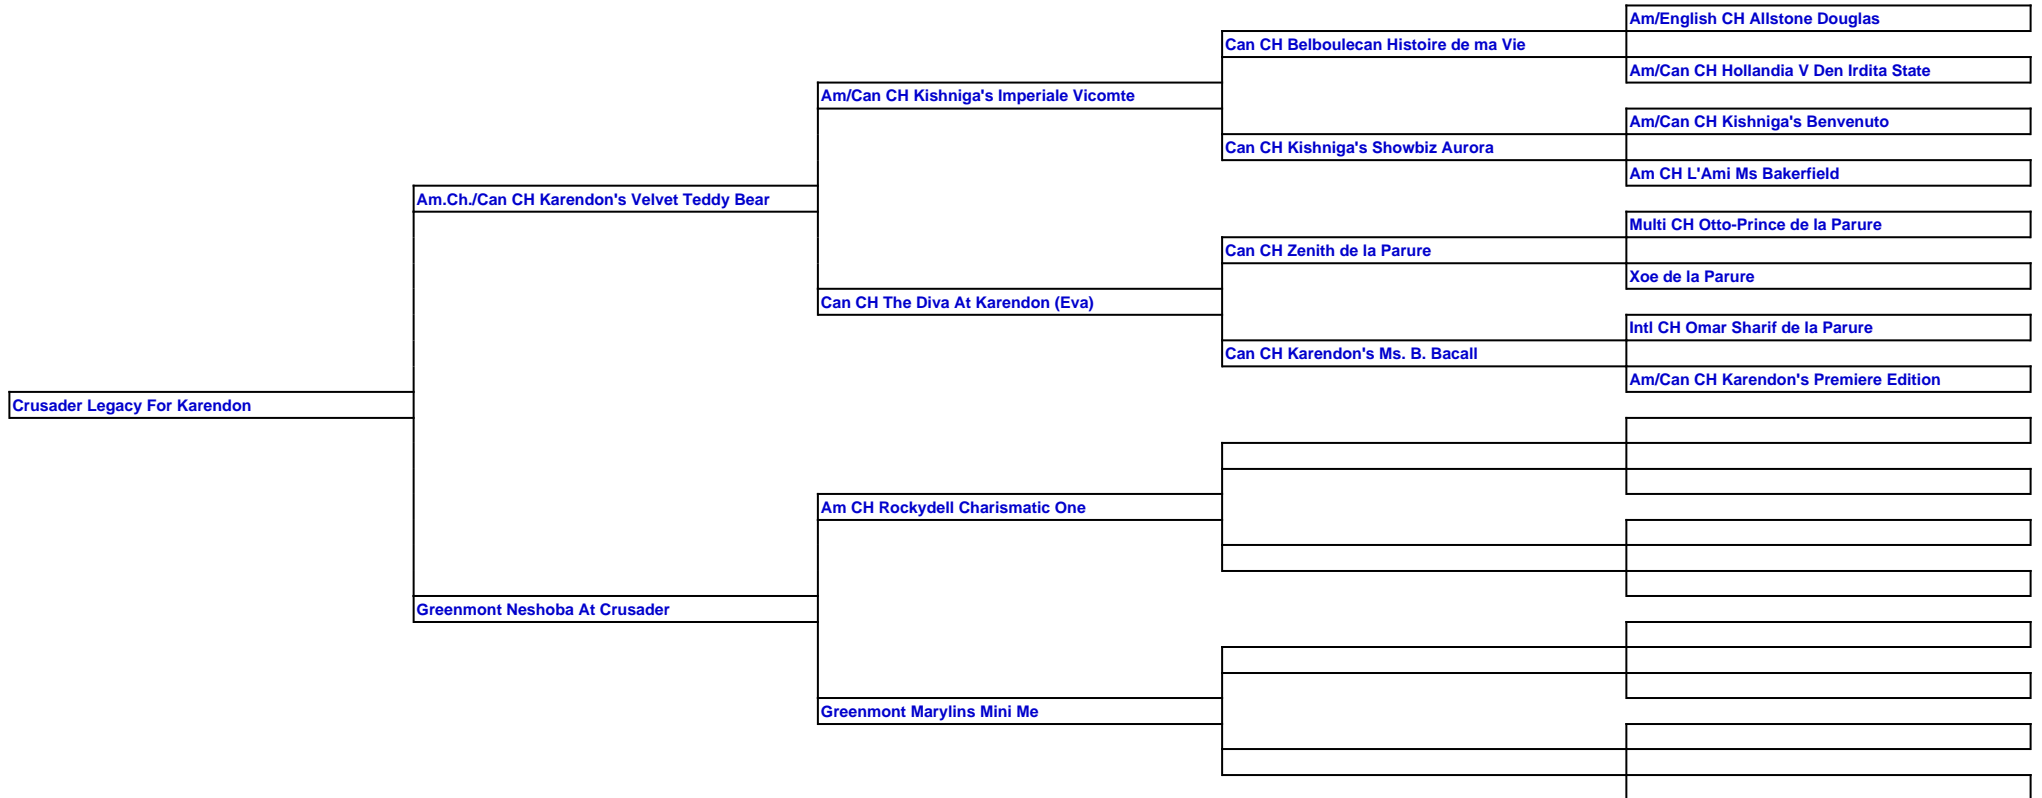 Am/English CH Allstone Douglas
Can CH Belboulecan Histoire de ma Vie
Am/Can CH Hollandia V Den Irdita State
Am/Can CH Kishniga's Imperiale Vicomte
Am/Can CH Kishniga's Benvenuto
Can CH Kishniga's Showbiz Aurora
Am CH L'Ami Ms Bakerfield
Am.Ch./Can CH Karendon's Velvet Teddy Bear
Multi CH Otto-Prince de la Parure
Can CH Zenith de la Parure
Xoe de la Parure
Can CH The Diva At Karendon (Eva)
Intl CH Omar Sharif de la Parure
Can CH Karendon's Ms. B. Bacall
Am/Can CH Karendon's Premiere Edition
Crusader Legacy For Karendon
Am CH Rockydell Charismatic One
Greenmont Neshoba At Crusader
Greenmont Marylins Mini Me